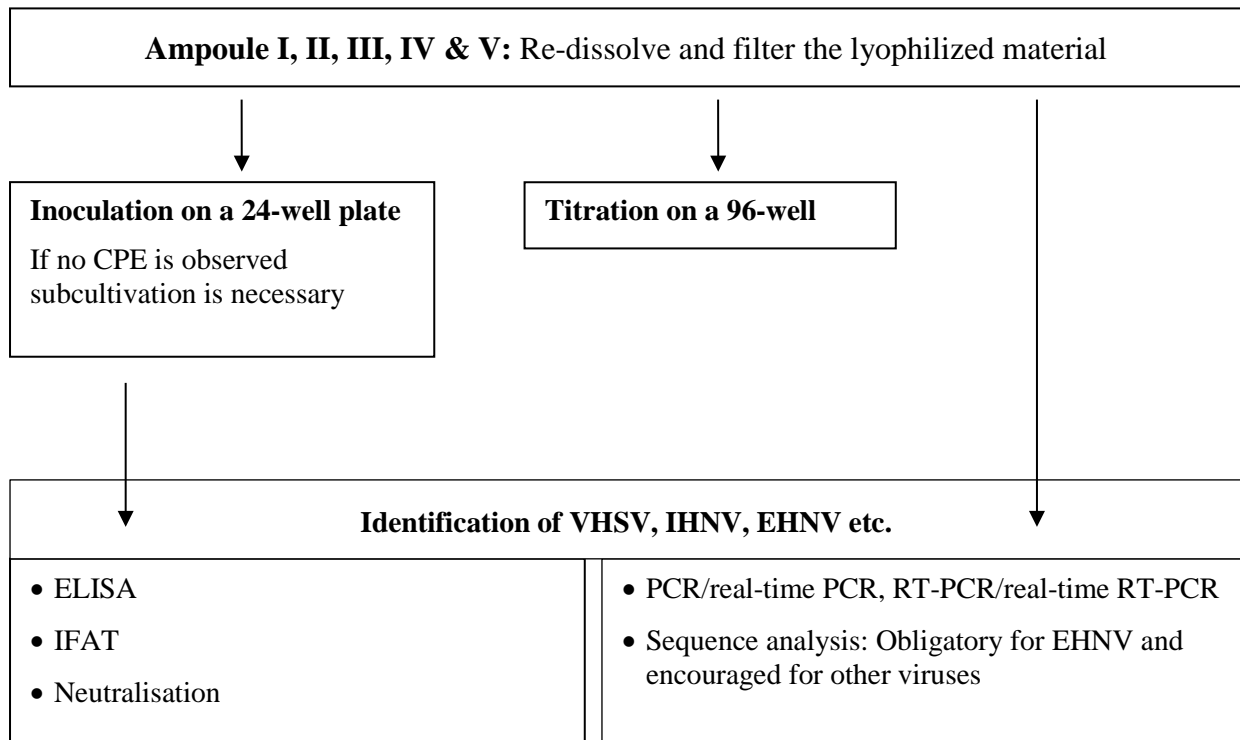 Ampoule I, II, III, IV & V: Re-dissolve and filter the lyophilized material
Inoculation on a 24-well plate
If no CPE is observed
subcultivation is necessary
Titration on a 96-well
Identification of VHSV, IHNV, EHNV etc.
• ELISA
• IFAT
• Neutralisation
• PCR/real-time PCR, RT-PCR/real-time RT-PCR
• Sequence analysis: Obligatory for EHNV and
encouraged for other viruses